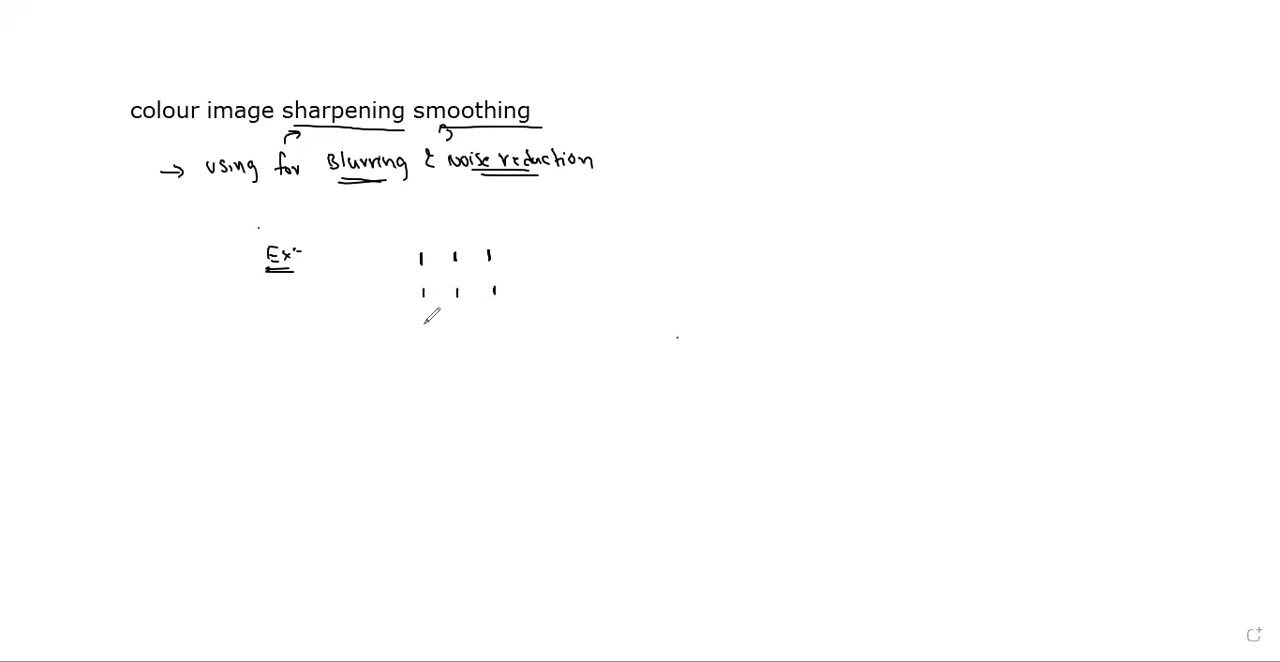 colour image sharpening smoothing
→ using for Blurring & Noise reduction
Ex:-
1 1 1
1 1 1